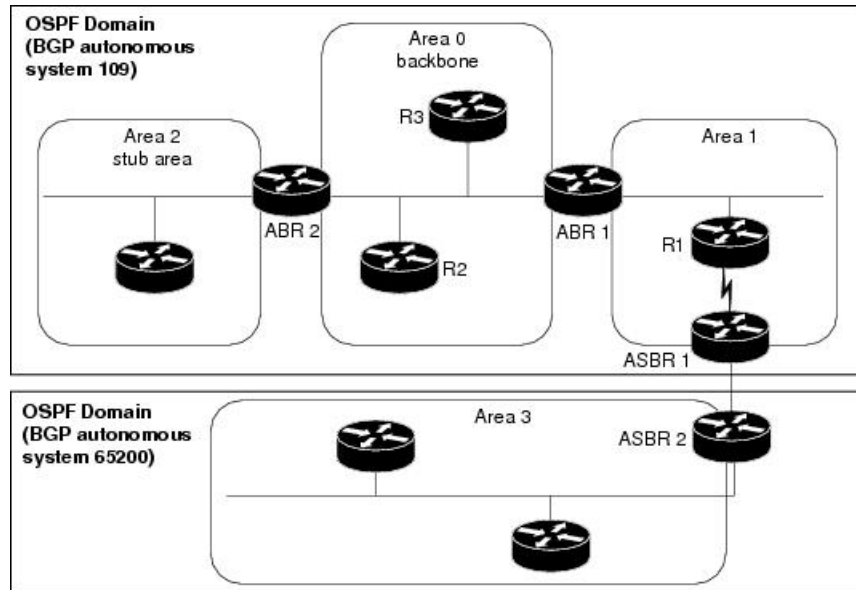 OSPF Domain
(BGP autonomous
system 109)
Area 0
backbone
R3
Area 2
stub area
Area 1
ABR 2
ABR 1
R2
R1
ASBR 1
OSPF Domain
(BGP autonomous
system 65200)
Area 3
ASBR 2